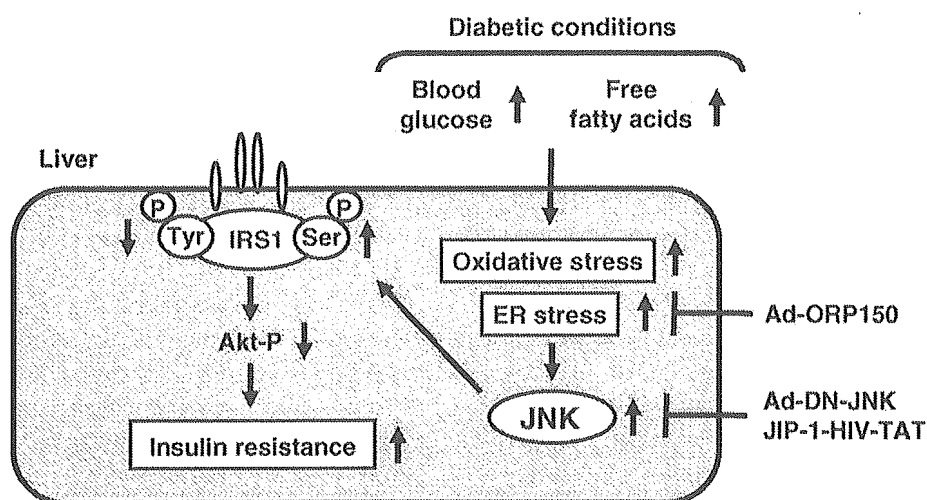 Diabetic conditions
Blood
glucose
Free
fatty acids
Liver
P
P
Tyr
IRS1
Ser
Oxidative stress
ER stress
Ad-ORP150
Akt-P
JNK
Ad-DN-JNK
JIP-1-HIV-TAT
Insulin resistance